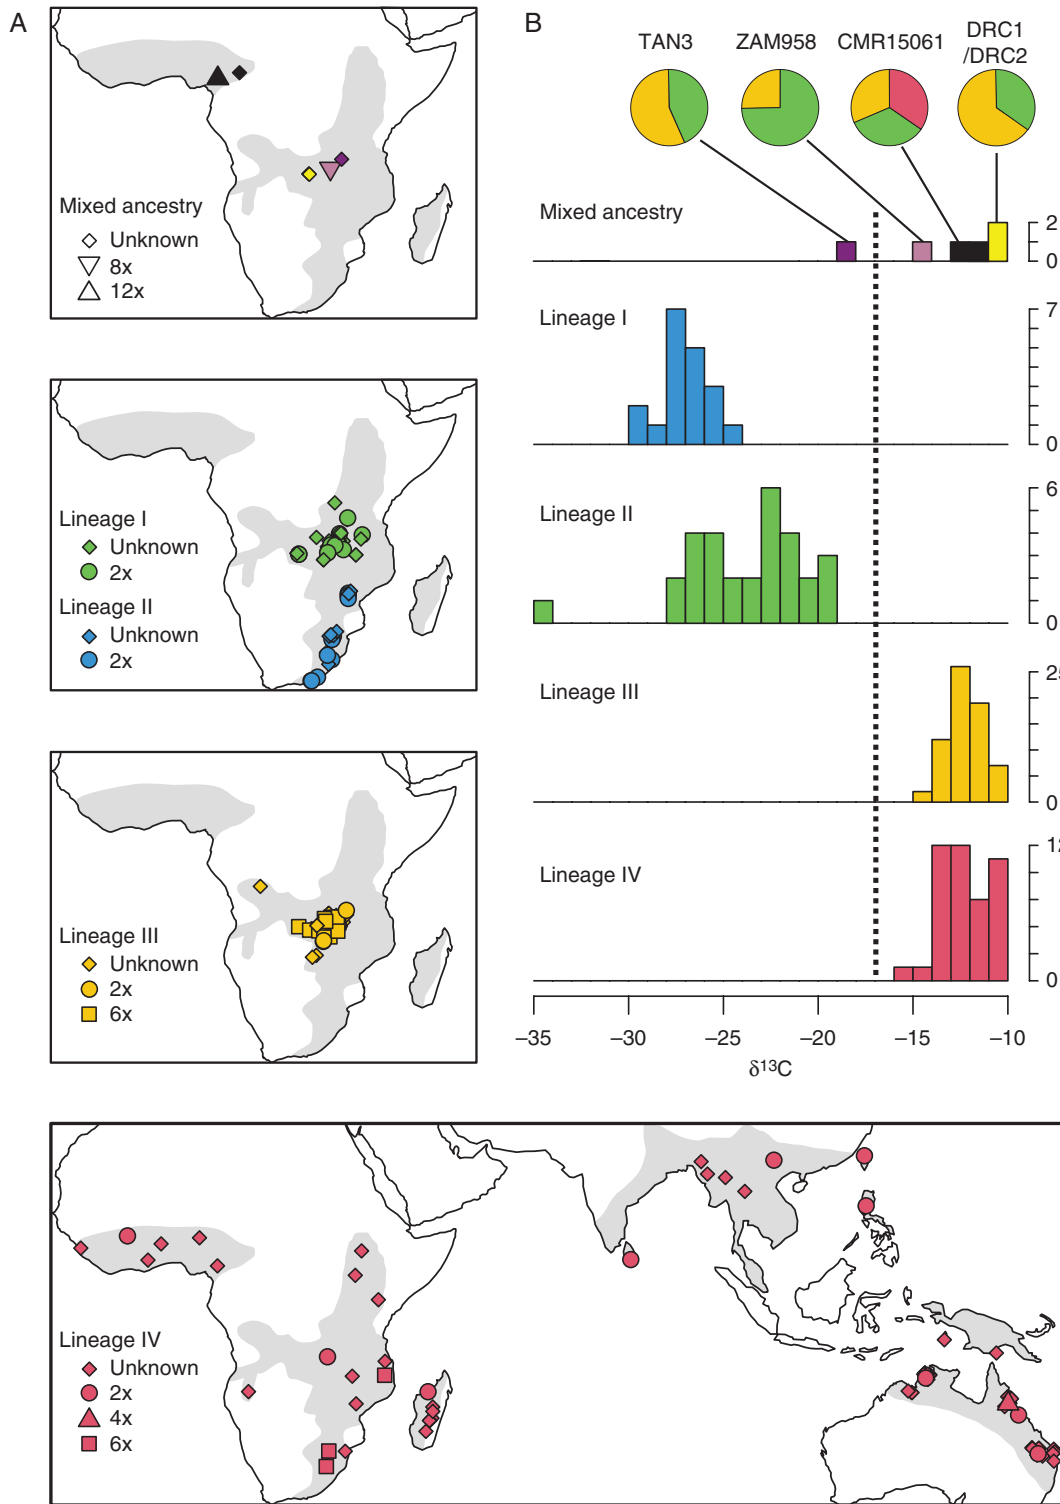 A
Mixed ancestry
Unknown
8x
12x
Lineage I
Unknown
2x
Lineage II
Unknown
2x
Lineage III
Unknown
2x
6x
B
TAN3
ZAM958
CMR15061
DRC1
/DRC2
Mixed ancestry
2
0
Lineage I
7
0
Lineage II
6
0
Lineage III
25
0
Lineage IV
12
0
−35
−30
−25
−20
−15
−10
δ13C
Lineage IV
Unknown
2x
4x
6x